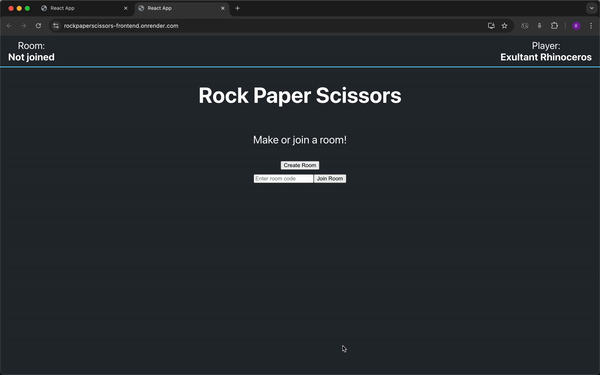 React App
React App
rockpaperscissors-frontend.onrender.com
Room:
Not joined
Player:
Exultant Rhinoceros
Rock Paper Scissors
Make or join a room!
Create Room
Enter room code
Join Room